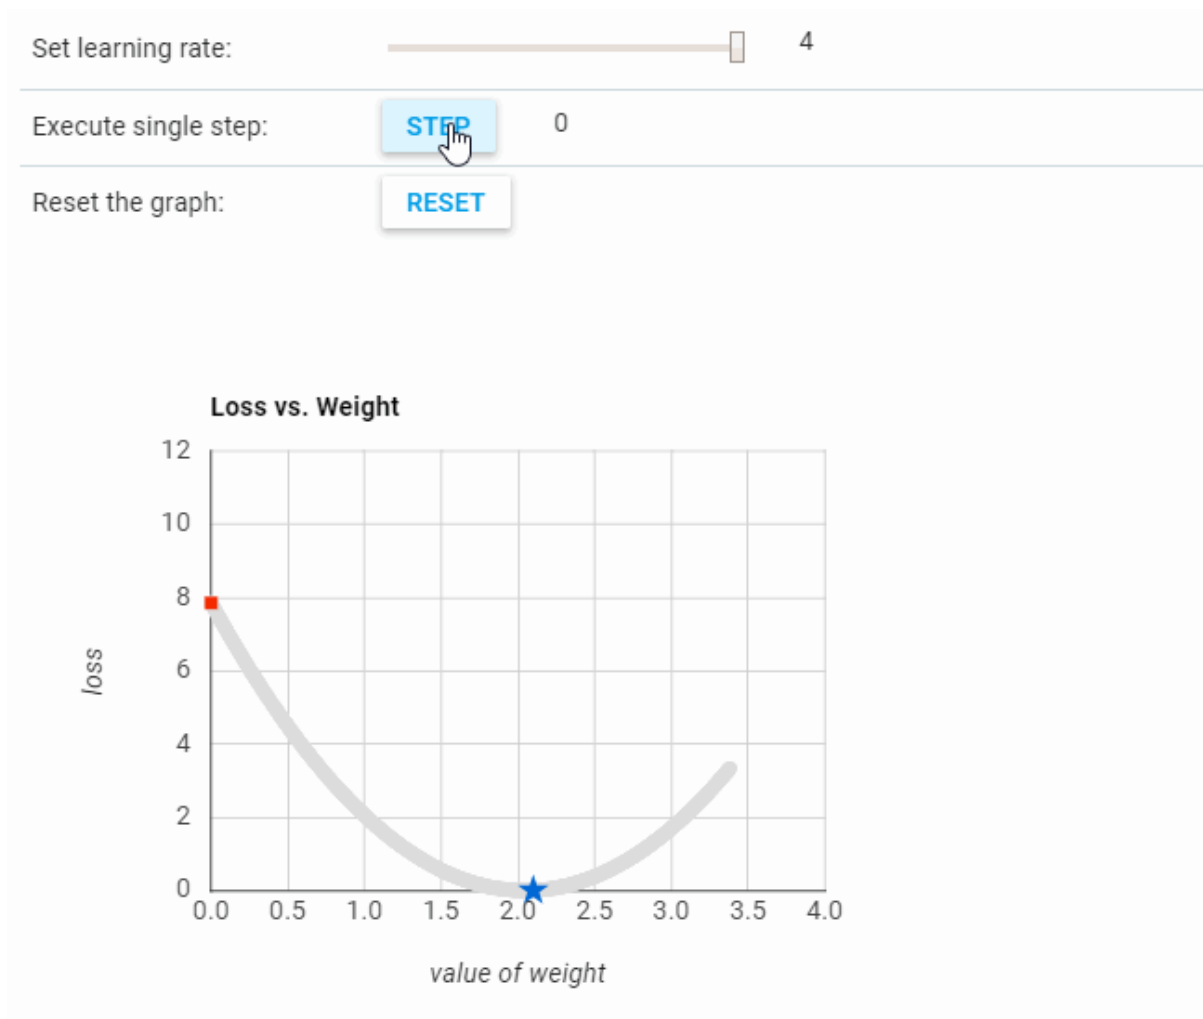 Set learning rate: 4
Execute single step: STEP 0
Reset the graph: RESET
Loss vs. Weight
12
10
8
6
4
2
0
loss
0.0 0.5 1.0 1.5 2.0 2.5 3.0 3.5 4.0
value of weight